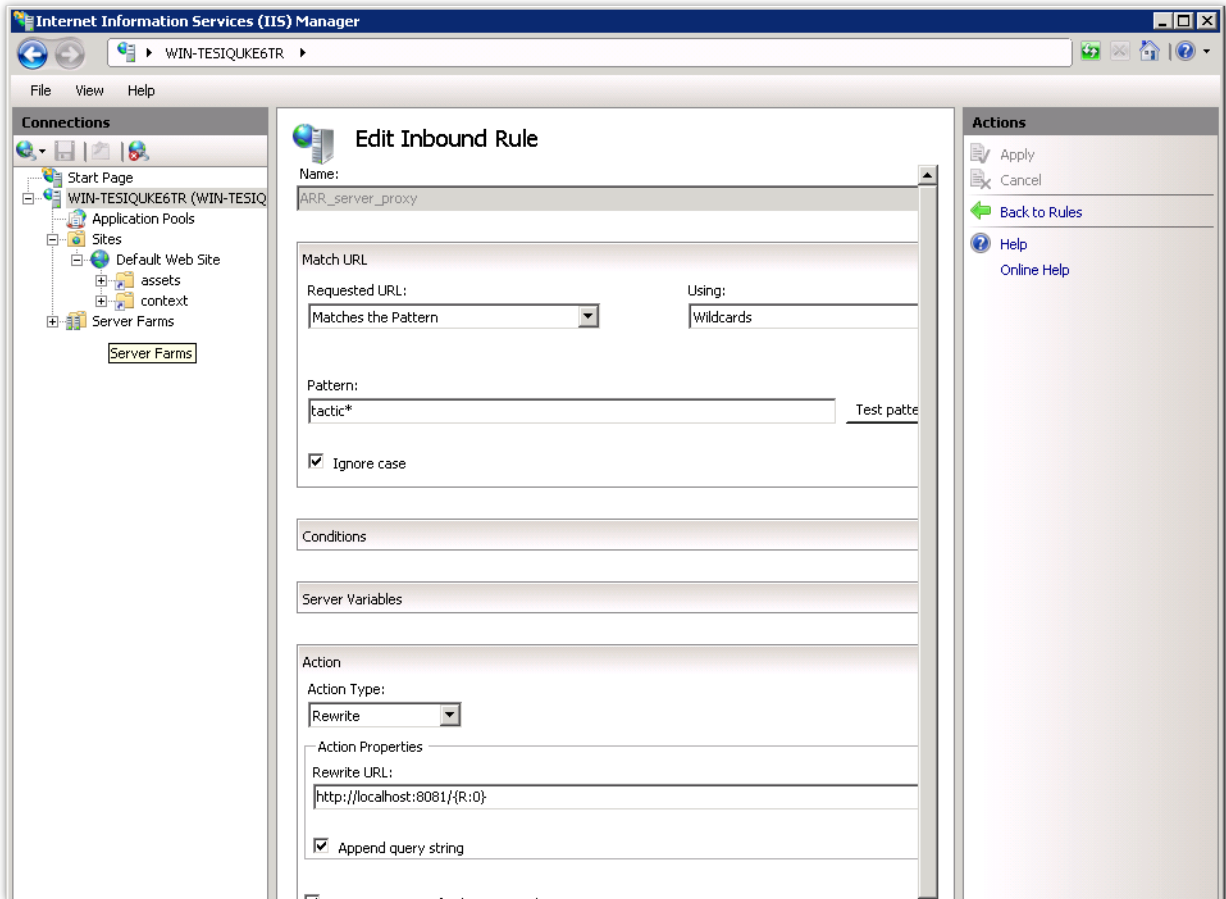 Internet Information Services (IIS) Manager
WIN-TESIQUKE6TR
File View Help
Connections
Start Page
WIN-TESIQUKE6TR (WIN-TESIQ
Application Pools
Sites
Default Web Site
assets
context
Server Farms
Server Farms
Edit Inbound Rule
Name:
ARR_server_proxy
Match URL
Requested URL: Using:
Matches the Pattern Wildcards
Pattern:
tactic* Test patte
Ignore case
Conditions
Server Variables
Action
Action Type:
Rewrite
Action Properties
Rewrite URL:
http://localhost:8081/{R:0}
Append query string
Actions
Apply
Cancel
Back to Rules
Help
Online Help